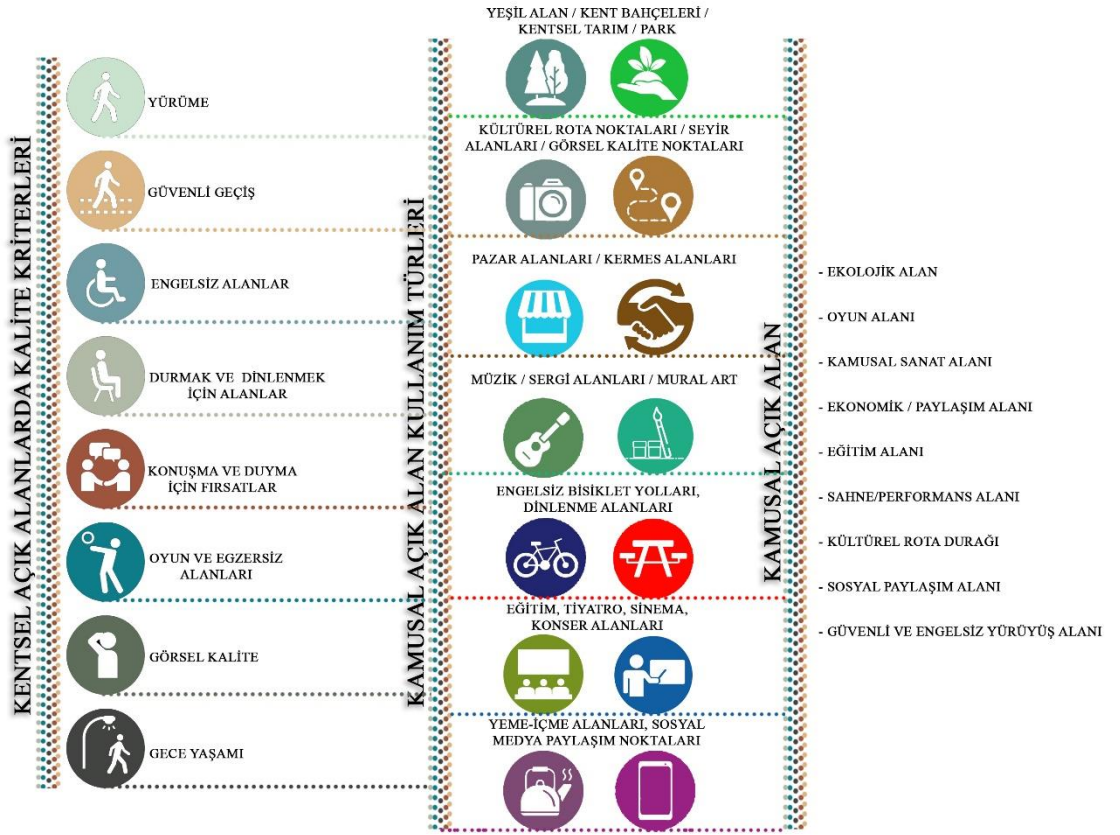 KENTSEL AÇIK ALANLARDA KALİTE KRİTERLERİ
YÜRÜME
GÜVENLİ GEÇİŞ
ENGELSİZ ALANLAR
DURMAK VE DİNLENMEK
İÇİN ALANLAR
KONUŞMA VE DUYMA
İÇİN FIRSATLAR
OYUN VE EGZERSİZ
ALANLARI
GÖRSEL KALİTE
GECE YAŞAMI
KAMUSAL AÇIK ALAN KULLANIM TÜRLERİ
YEŞİL ALAN / KENT BAHÇELERİ /
KENTSEL TARIM / PARK
KÜLTÜREL ROTA NOKTALARI / SEYİR
ALANLARI / GÖRSEL KALİTE NOKTALARI
PAZAR ALANLARI / KERMES ALANLARI
MÜZİK / SERGİ ALANLARI / MURAL ART
ENGELSİZ BİSİKLET YOLLARI,
DİNLENME ALANLARI
EĞİTİM, TİYATRO, SİNEMA,
KONSER ALANLARI
YEME-İÇME ALANLARI, SOSYAL
MEDYA PAYLAŞIM NOKTALARI
KAMUSAL AÇIK ALAN
- EKOLOJİK ALAN
- OYUN ALANI
- KAMUSAL SANAT ALANI
- EKONOMİK / PAYLAŞIM ALANI
- EĞİTİM ALANI
- SAHNE/PERFORMANS ALANI
- KÜLTÜREL ROTA DURAĞI
- SOSYAL PAYLAŞIM ALANI
- GÜVENLİ VE ENGELSİZ YÜRÜYÜŞ ALANI